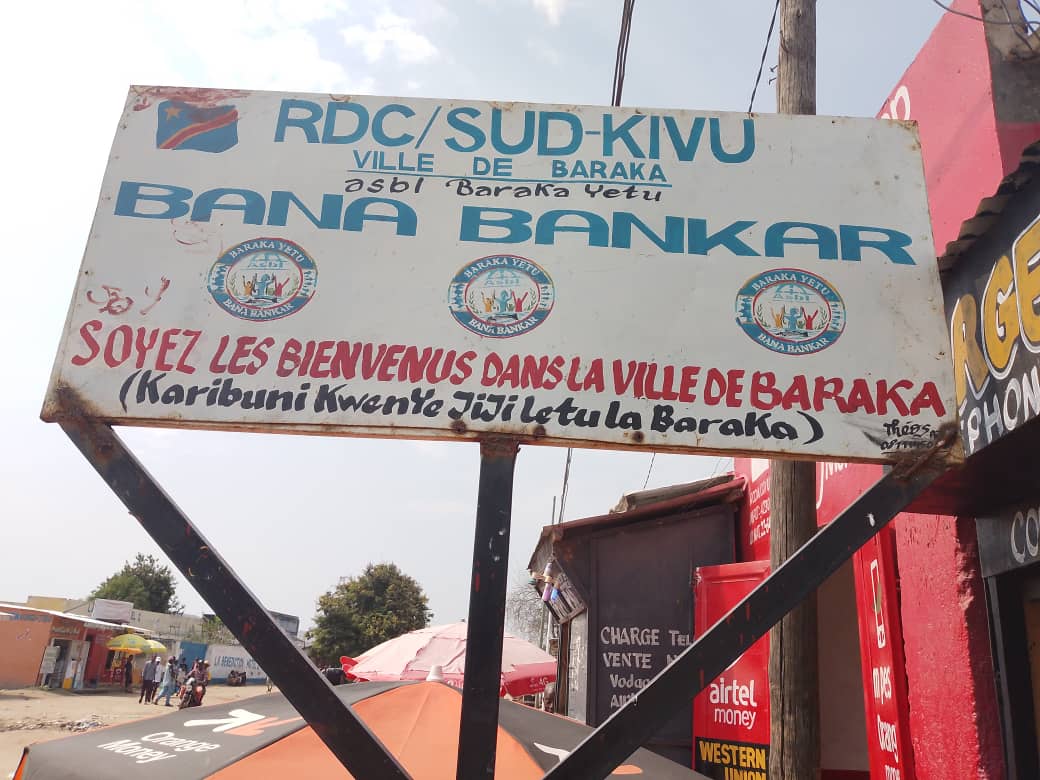 RDC/SUD-KIVU
VILLE DE BARAKA
asbl Baraka Yetu
BANA BANKAR
BARAKA YETU
Asbl
BANA BANKAR
BARAKA YETU
Asbl
BANA BANKAR
BARAKA YETU
Asbl
BANA BANKAR
SOYEZ LES BIENVENUS DANS LA VILLE DE BARAKA
(Karibuni KwenYe JiJi letu la BaraKa)
CHARGE
VENTE
airtel
money
WESTERN
UNION
Orange
Money